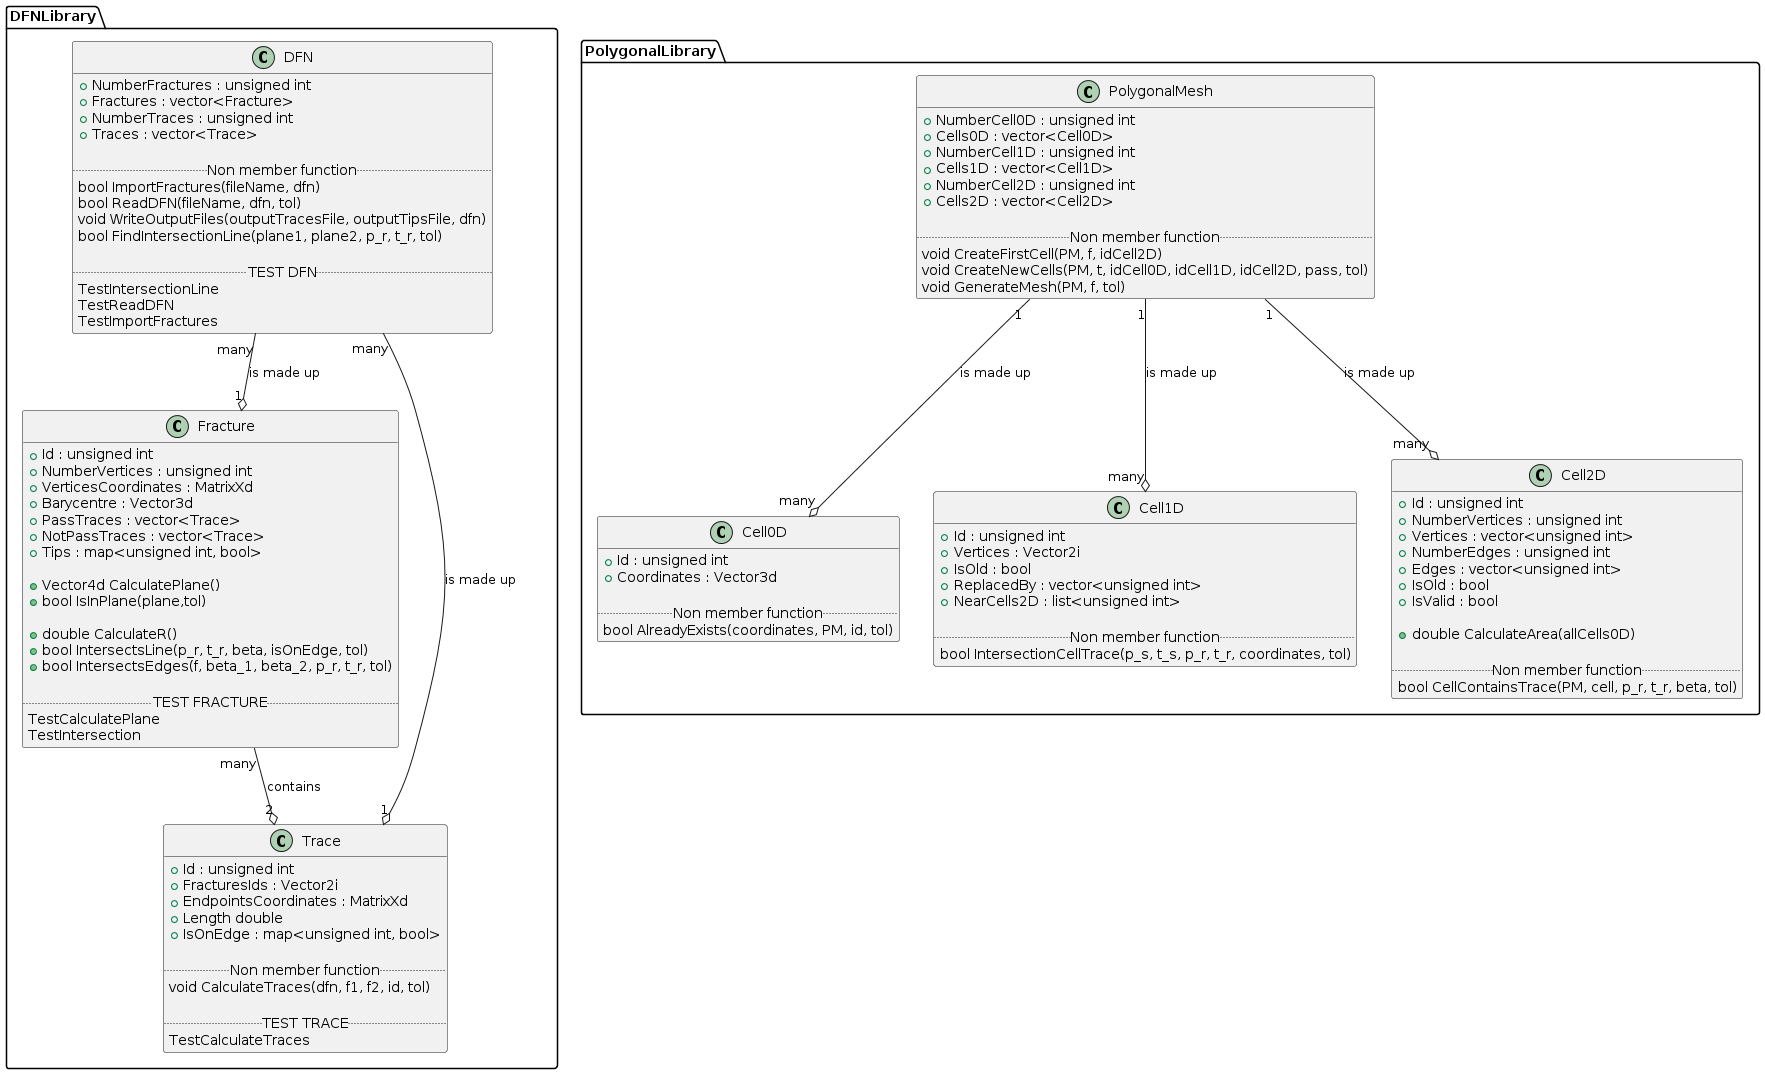 DFNLibrary
C DFN
NumberFractures : unsigned int
Fractures : vector<Fracture>
NumberTraces : unsigned int
Traces : vector<Trace>
Non member function
bool ImportFractures(fileName, dfn)
bool ReadDFN(fileName, dfn, tol)
void WriteOutputFiles(outputTracesFile, outputTipsFile, dfn)
bool FindIntersectionLine(plane1, plane2, p_r, t_r, tol)
TEST DFN
TestIntersectionLine
TestReadDFN
TestImportFractures
many
many
is made up
1
C Fracture
Id : unsigned int
NumberVertices : unsigned int
VerticesCoordinates : MatrixXd
Barycentre : Vector3d
PassTraces : vector<Trace>
NotPassTraces : vector<Trace>
Tips : map<unsigned int, bool>
Vector4d CalculatePlane()
bool IsInPlane(plane,tol)
double CalculateR()
bool IntersectsLine(p_r, t_r, beta, isOnEdge, tol)
bool IntersectsEdges(f, beta_1, beta_2, p_r, t_r, tol)
TEST FRACTURE
TestCalculatePlane
TestIntersection
is made up
many
contains
2
1
C Trace
Id : unsigned int
FracturesIds : Vector2i
EndpointsCoordinates : MatrixXd
Length double
IsOnEdge : map<unsigned int, bool>
Non member function
void CalculateTraces(dfn, f1, f2, id, tol)
TEST TRACE
TestCalculateTraces
PolygonalLibrary
C PolygonalMesh
NumberCell0D : unsigned int
Cells0D : vector<Cell0D>
NumberCell1D : unsigned int
Cells1D : vector<Cell1D>
NumberCell2D : unsigned int
Cells2D : vector<Cell2D>
Non member function
void CreateFirstCell(PM, f, idCell2D)
void CreateNewCells(PM, t, idCell0D, idCell1D, idCell2D, pass, tol)
void GenerateMesh(PM, f, tol)
1
1
1
is made up
is made up
is made up
many
many
many
C Cell0D
Id : unsigned int
Coordinates : Vector3d
Non member function
bool AlreadyExists(coordinates, PM, id, tol)
C Cell1D
Id : unsigned int
Vertices : Vector2i
IsOld : bool
ReplacedBy : vector<unsigned int>
NearCells2D : list<unsigned int>
Non member function
bool IntersectionCellTrace(p_s, t_s, p_r, t_r, coordinates, tol)
C Cell2D
Id : unsigned int
NumberVertices : unsigned int
Vertices : vector<unsigned int>
NumberEdges : unsigned int
Edges : vector<unsigned int>
IsOld : bool
IsValid : bool
double CalculateArea(allCells0D)
Non member function
bool CellContainsTrace(PM, cell, p_r, t_r, beta, tol)